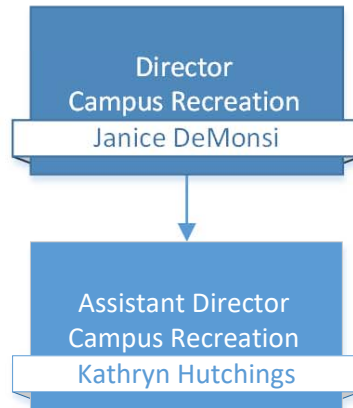 Director
Campus Recreation
Janice DeMonsi
Assistant Director
Campus Recreation
Kathryn Hutchings